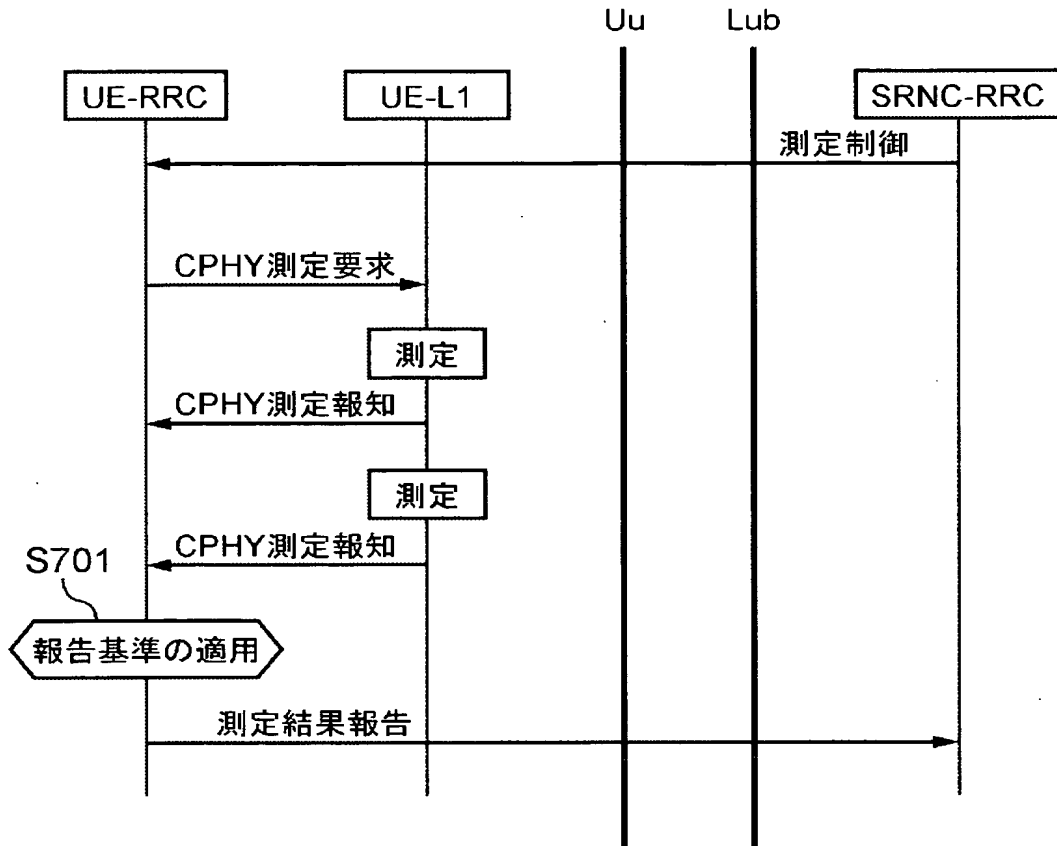 Uu
Lub
UE-RRC
UE-L1
SRNC-RRC
測定制御
CPHY測定要求
測定
CPHY測定報知
測定
CPHY測定報知
S701
報告基準の適用
測定結果報告